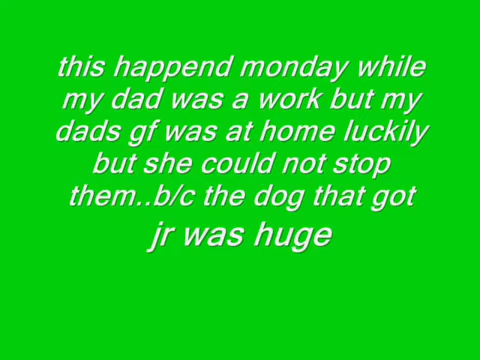 this happend monday while
my dad was a work but my
dads gf was at home luckily
but she could not stop
them..b/c the dog that got
jr was huge